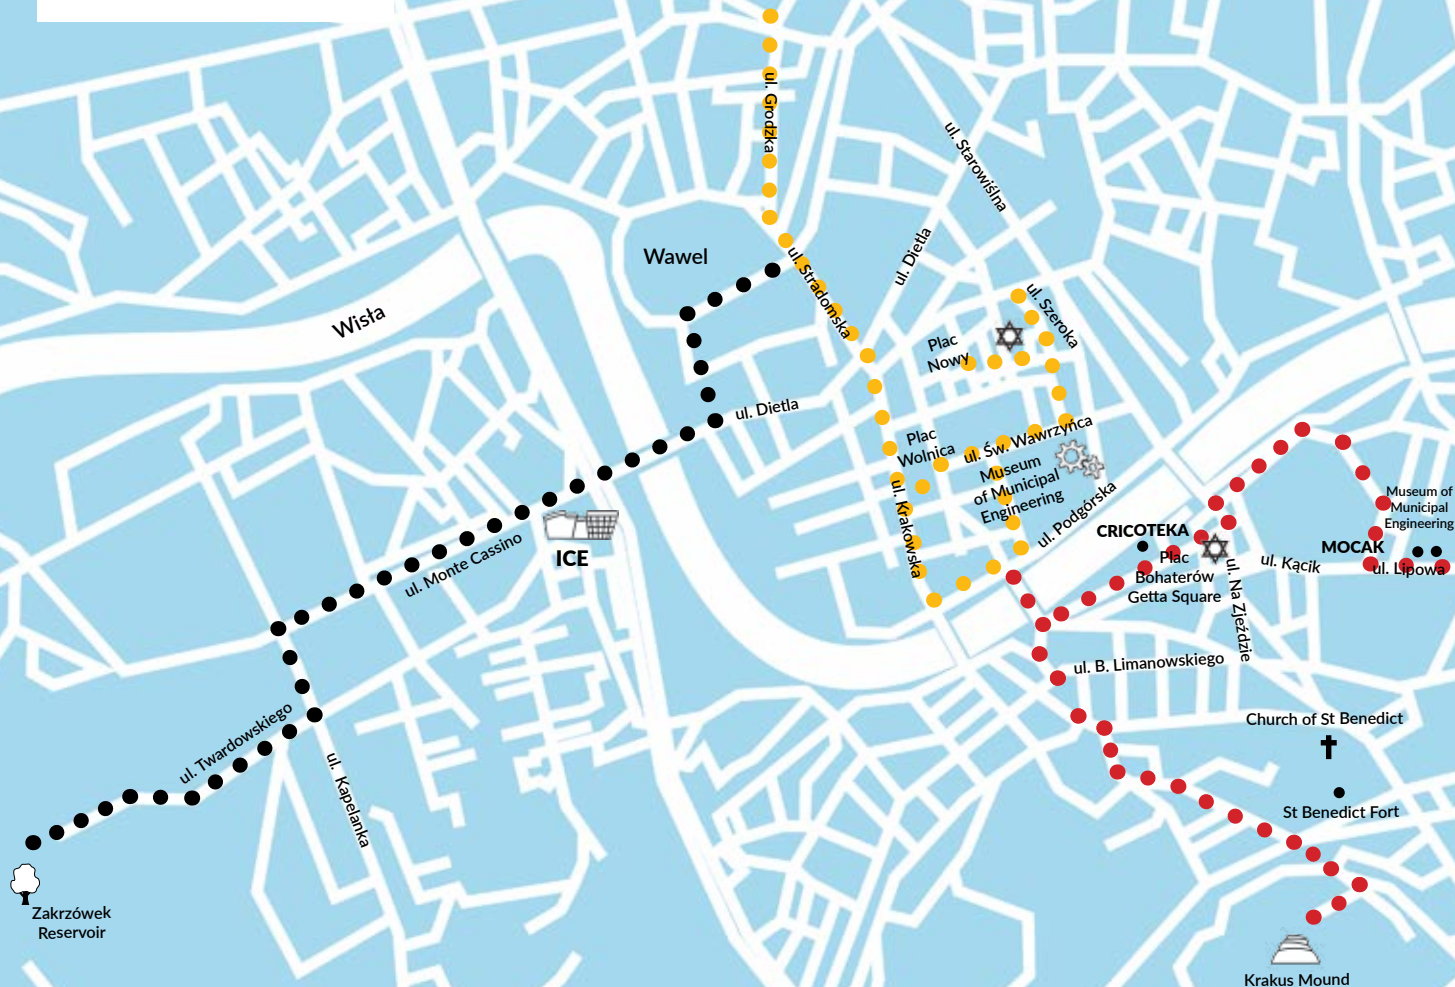 ul. Grodzka
ul. Starowiślna
Wawel
ul. Dietla
ul. Stradomska
ul. Szeroka
Wisła
Plac
Nowy
ul. Dietla
Plac
Wolnica
ul. Św. Wawrzyńca
Museum
of Municipal
Engineering
ul. Krakowska
ul. Podgórska
Museum of
Municipal
Engineering
CRICOTEKA
MOCAK
ICE
ul. Monte Cassino
Plac
Bohaterów
Getta Square
ul. Na Zjeździe
ul. Kącik
ul. Lipowa
ul. B. Limanowskiego
ul. Twardowskiego
ul. Kapelanka
Church of St Benedict
St Benedict Fort
Zakrzówek
Reservoir
Krakus Mound